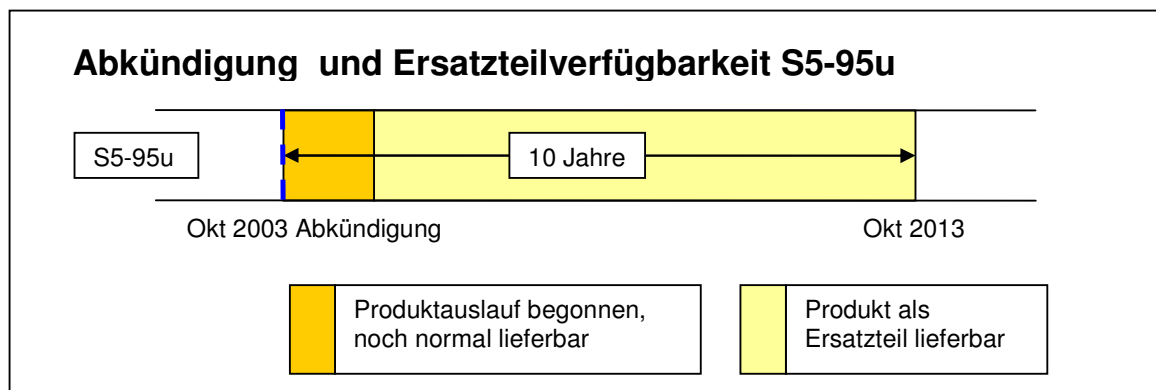 Abkündigung und Ersatzteilverfügbarkeit S5-95u
S5-95u
10 Jahre
Okt 2003 Abkündigung
Okt 2013
Produktauslauf begonnen,
noch normal lieferbar
Produkt als
Ersatzteil lieferbar